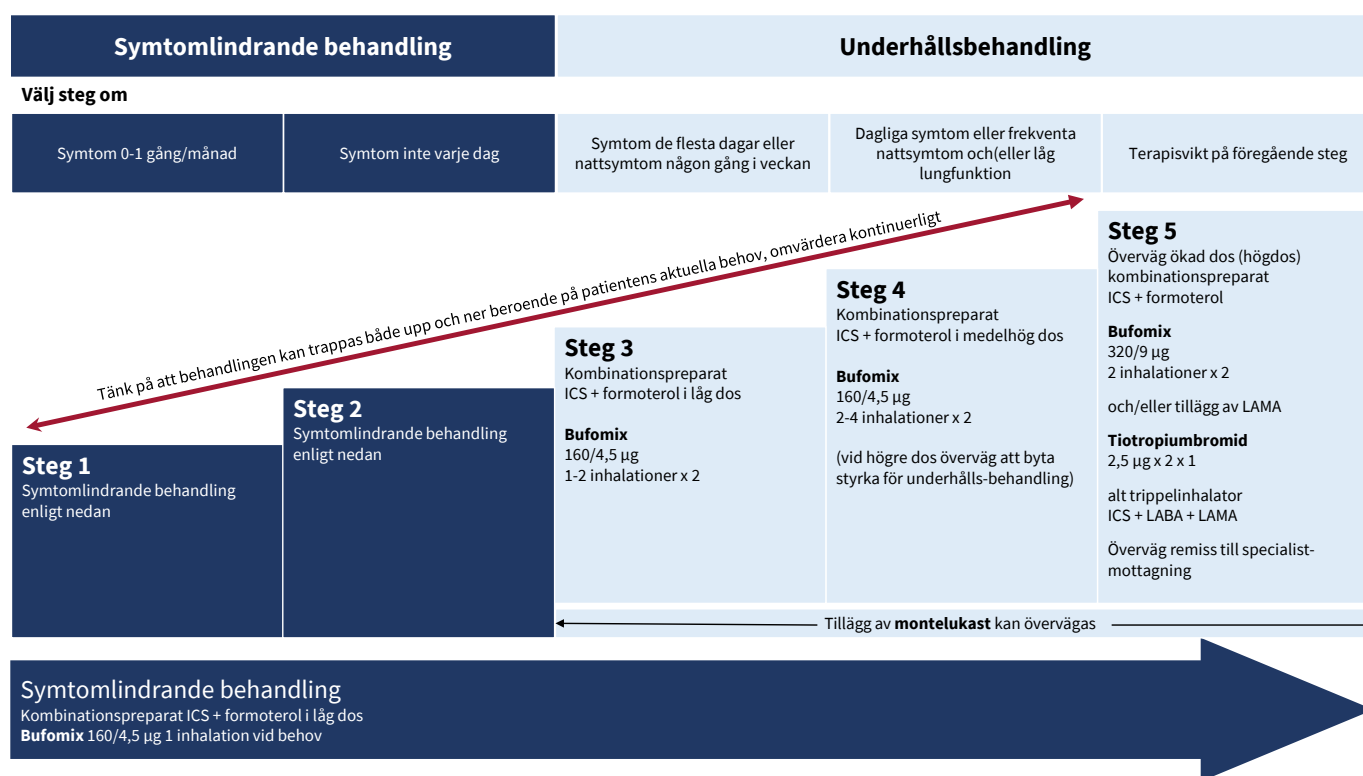 Symtomlindrande behandling
Underhållsbehandling
Välj steg om
Symtom 0-1 gång/månad
Symtom inte varje dag
Symtom de flesta dagar eller
nattsymtom någon gång i veckan
Dagliga symtom eller frekventa
nattsymtom och(eller låg
lungfunktion
Terapisvikt på föregående steg
Tänk på att behandlingen kan trappas både upp och ner beroende på patientens aktuella behov, omvärdera kontinuerligt
Steg 1
Symtomlindrande behandling
enligt nedan
Steg 2
Symtomlindrande behandling
enligt nedan
Steg 3
Kombinationspreparat
ICS + formoterol i låg dos
Bufomix
160/4,5 µg
1-2 inhalationer x 2
Steg 4
Kombinationspreparat
ICS + formoterol i medelhög dos
Bufomix
160/4,5 µg
2-4 inhalationer x 2
(vid högre dos överväg att byta
styrka för underhålls-behandling)
Steg 5
Överväg ökad dos (högdos)
kombinationspreparat
ICS + formoterol
Bufomix
320/9 µg
2 inhalationer x 2
och/eller tillägg av LAMA
Tiotropiumbromid
2,5 µg x 2 x 1
alt trippelinhalator
ICS + LABA + LAMA
Överväg remiss till specialist-
mottagning
Tillägg av montelukast kan övervägas
Symtomlindrande behandling
Kombinationspreparat ICS + formoterol i låg dos
Bufomix 160/4,5 µg 1 inhalation vid behov